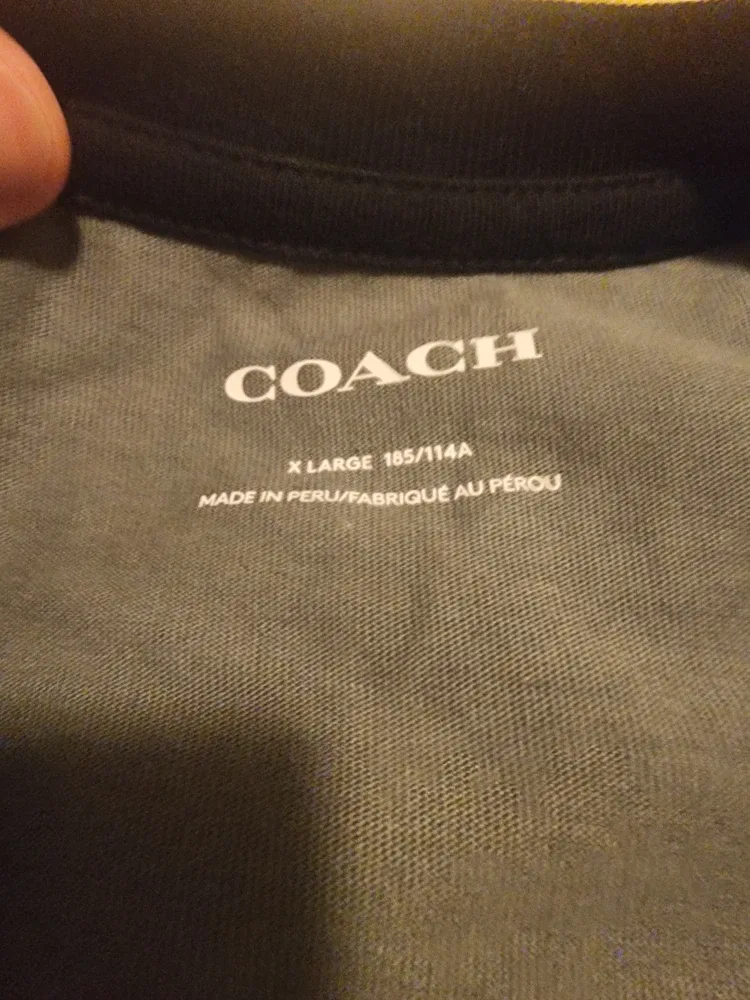 COACH
X LARGE 185/114A
MADE IN PERU/FABRIQUÉ AU PÉROU